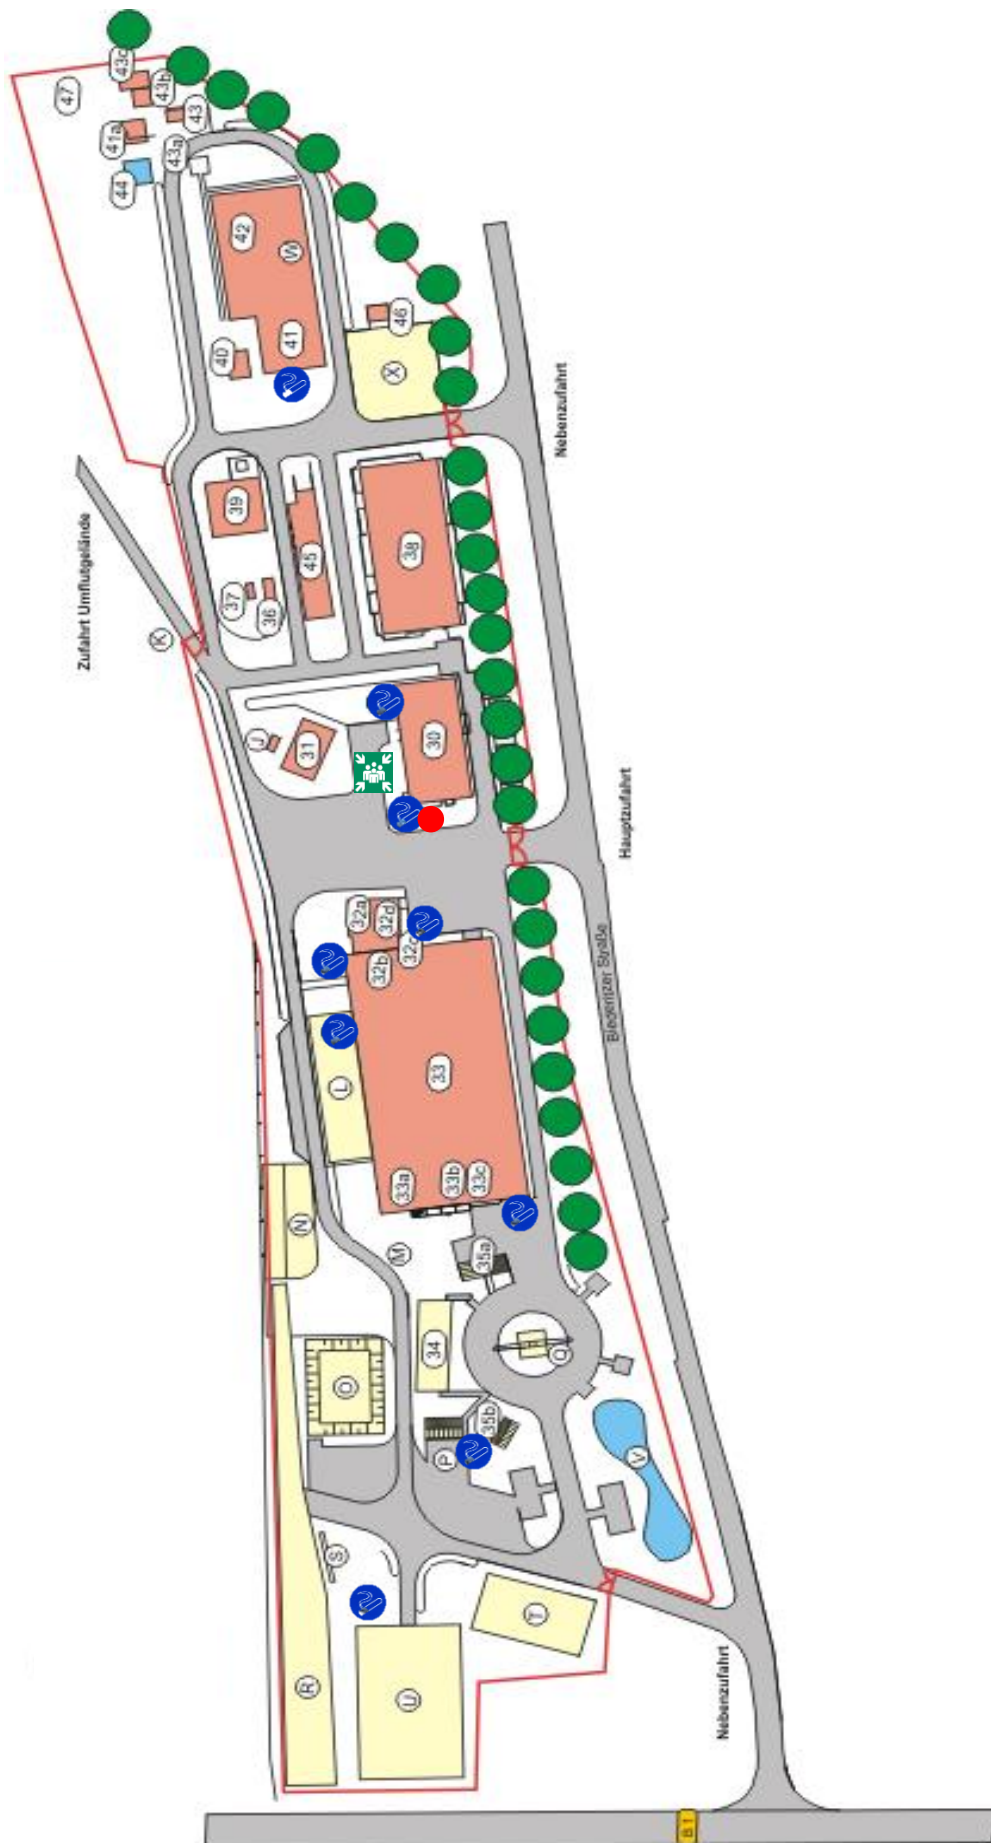 43c
47
43b
43
41a
43a
44
42
W
46
41
40
X
Nebenzufahrt
39
Zufahrt Umflutgelände
38
45
37
36
K
J
31
30
Hauptzufahrt
32a
32d
32c
32b
Biederitzer Straße
33
L
33a
33b
33c
N
M
35a
34
Q
O
35b
P
V
S
T
R
U
Nebenzufahrt
B 1